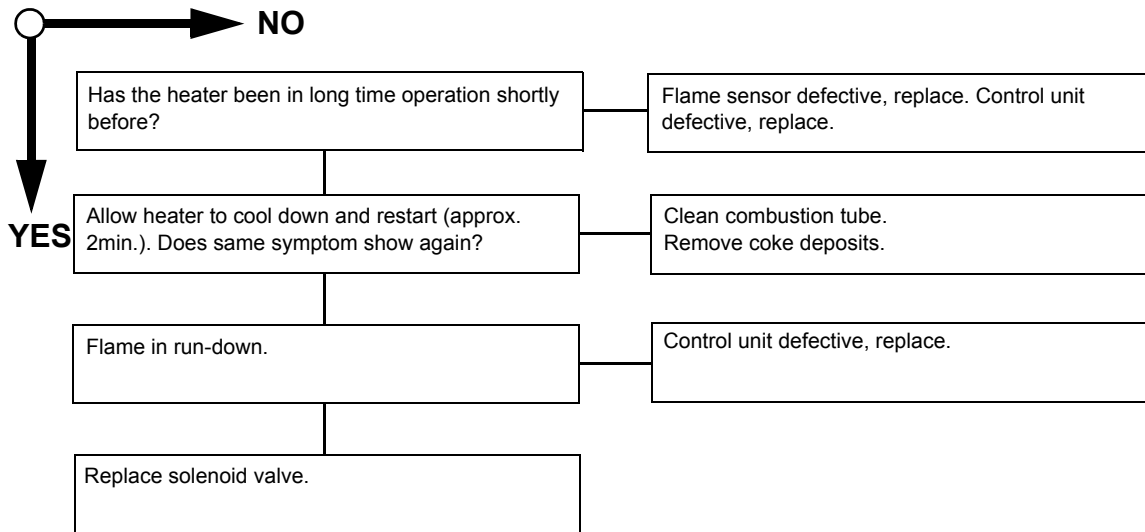 NO
Has the heater been in long time operation shortly
before?
Flame sensor defective, replace. Control unit
defective, replace.
YES
Allow heater to cool down and restart (approx.
2min.). Does same symptom show again?
Clean combustion tube.
Remove coke deposits.
Flame in run-down.
Control unit defective, replace.
Replace solenoid valve.